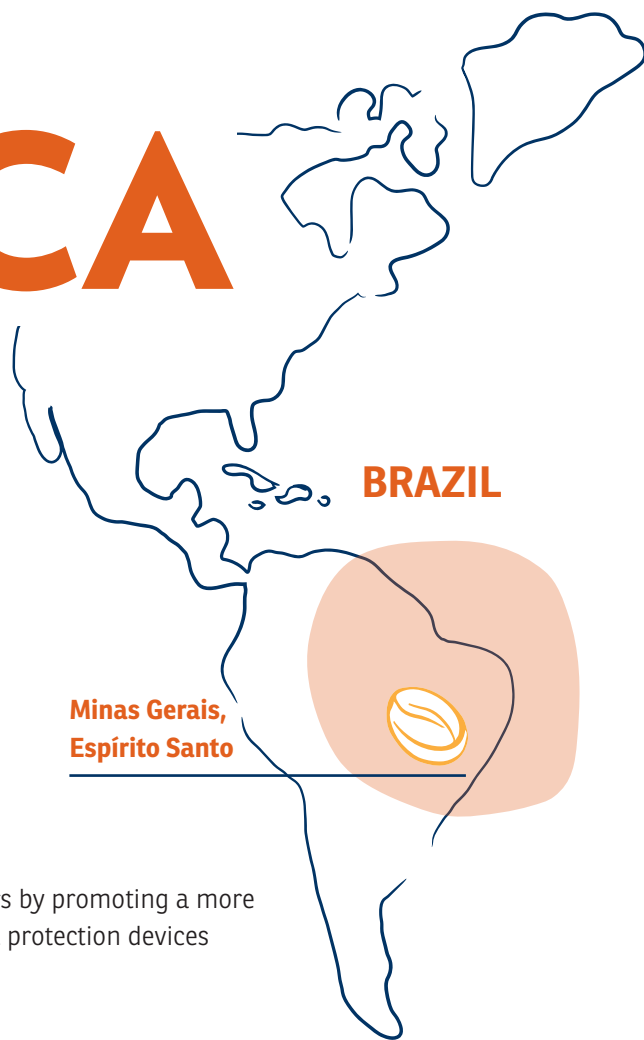 CA
BRAZIL
Minas Gerais,
Espírito Santo
s by promoting a more
protection devices